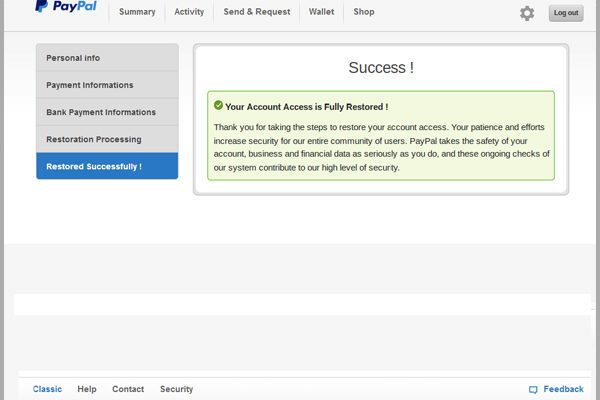 PayPal Summary Activity Send & Request Wallet Shop Log out
Personal info
Payment Informations
Bank Payment Informations
Restoration Processing
Restored Successfully !
Success !
Your Account Access is Fully Restored !
Thank you for taking the steps to restore your account access. Your patience and efforts
increase security for our entire community of users. PayPal takes the safety of your
account, business and financial data as seriously as you do, and these ongoing checks of
our system contribute to our high level of security.
Classic Help Contact Security Feedback